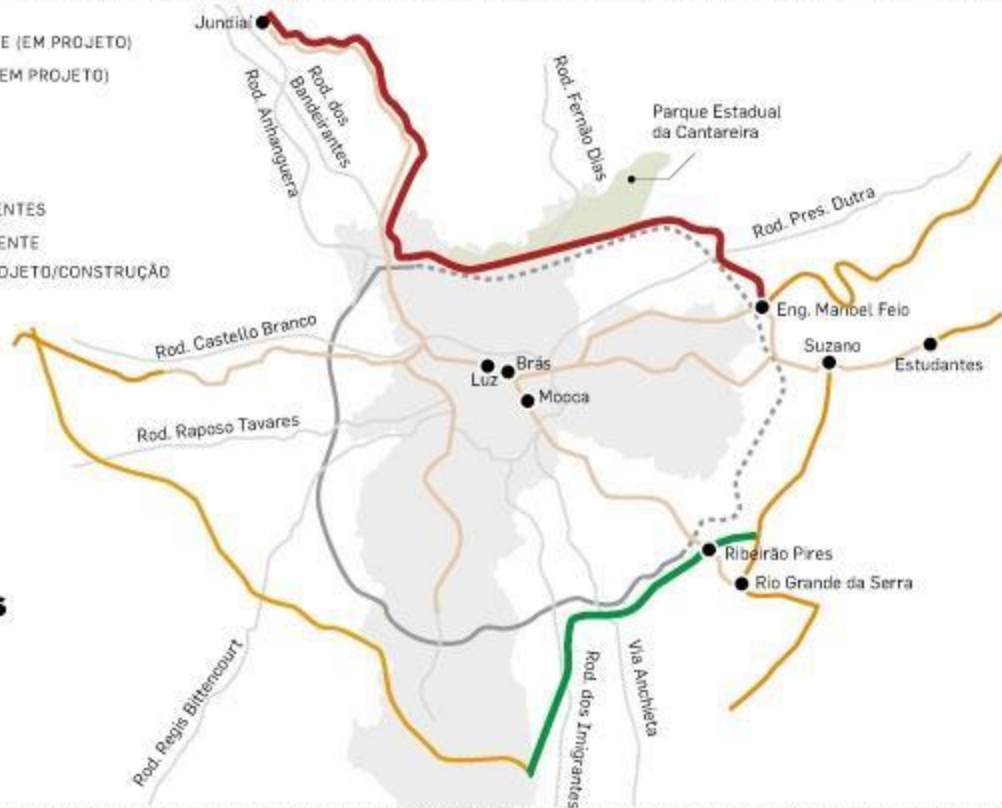 Jundiaí
E (EM PROJETO)
EM PROJETO)
Rod. Anhanguera
Rod. dos
Bandeirantes
Rod. Fernão Dias
Parque Estadual
da Cantareira
ENTES
ENTE
OJETO/CONSTRUÇÃO
Rod. Pres. Dutra
Eng. Manoel Feio
Rod. Castello Branco
Suzano
Estudantes
Brás
Luz
Mooca
Rod. Raposo Tavares
Ribeirão Pires
Rio Grande da Serra
s
Rod. Regis Bittencourt
Rod. dos Imigrantes
Via Anchieta